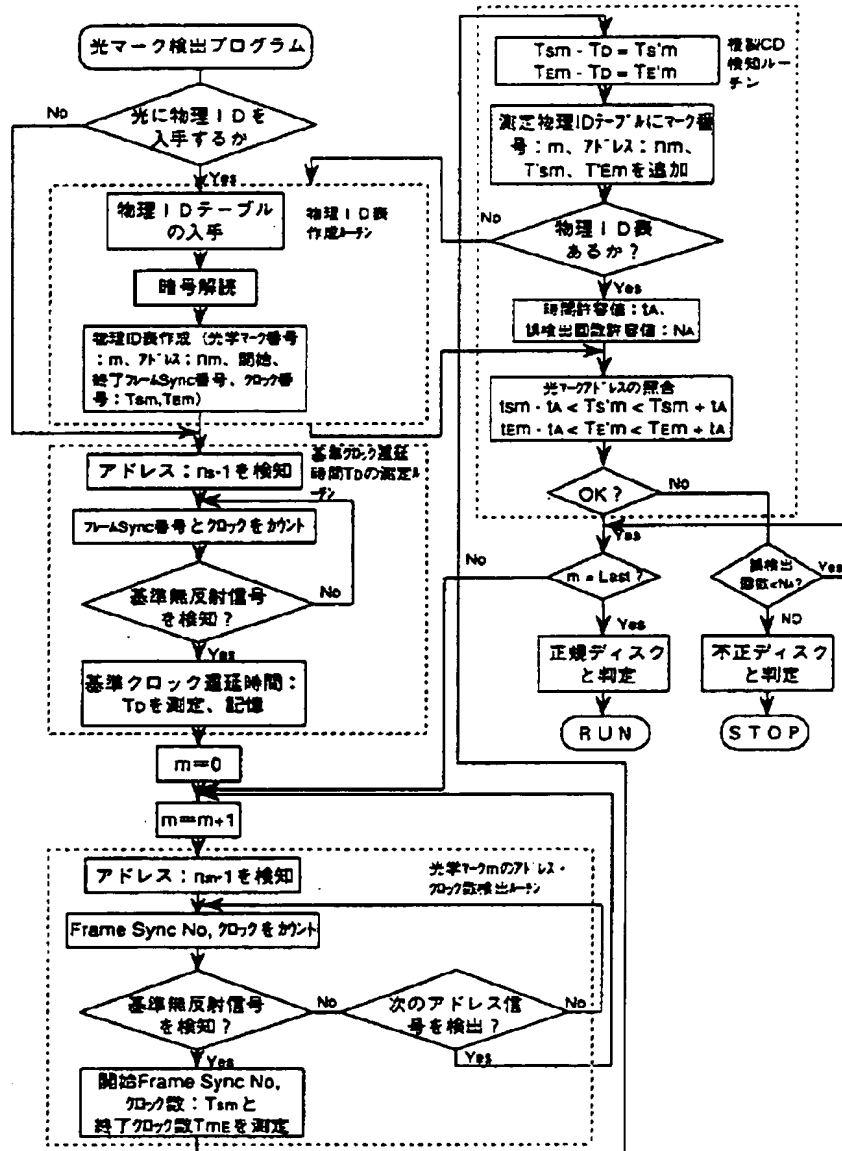 光マーク検出プログラム
No
光に物理IDを
入手するか
Yes
物理IDテーブル
の入手
物理ID表
作成ルーチン
暗号解読
物理ID表作成（光学マーク番号
：m、アドレス：nm、開始、
終了フレームSync番号、クロック番
号：Tsm,TEm）
アドレス：ns-1を検知
基準クロック遅延
時間TDの測定ル
ーチン
フレームSync番号とクロックをカウント
基準無反射信号
を検知？
No
Yes
基準クロック遅延時間：
TDを測定、記憶
m=0
m=m+1
アドレス：nm-1を検知
光学マークmのアドレス・
クロック数検出ルーチン
Frame Sync No, クロックをカウント
基準無反射信号
を検知？
No
次のアドレス信
号を検出？
No
Yes
Yes
開始Frame Sync No,
クロック数：Tsmと
終了クロック数TmEを測定
Tsm - TD = Ts'm
TEm - TD = TE'm
複製CD
検知ルー
チン
測定物理IDテーブルにマーク番
号：m、アドレス：nm、
T'sm、T'Emを追加
No
物理ID表
あるか？
Yes
時間許容値：tA、
誤検出回数許容値：NA
光マークアドレスの照合
tsm - tA < Ts'm < Tsm + tA
tEm - tA < TE'm < TEm + tA
OK？
No
Yes
No
m = Last？
誤検出
回数<NA？
Yes
Yes
NO
正規ディスク
と判定
不正ディスク
と判定
RUN
STOP